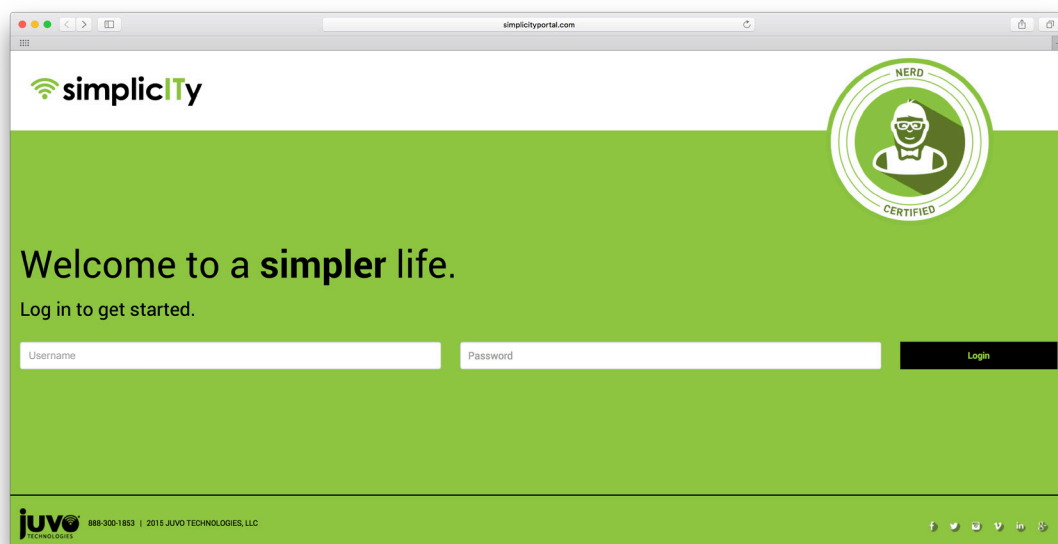 simplicityportal.com
simplicITy
NERD
CERTIFIED
Welcome to a simpler life.
Log in to get started.
Username
Password
Login
juvo
TECHNOLOGIES
888-300-1853 | 2015 JUVO TECHNOLOGIES, LLC